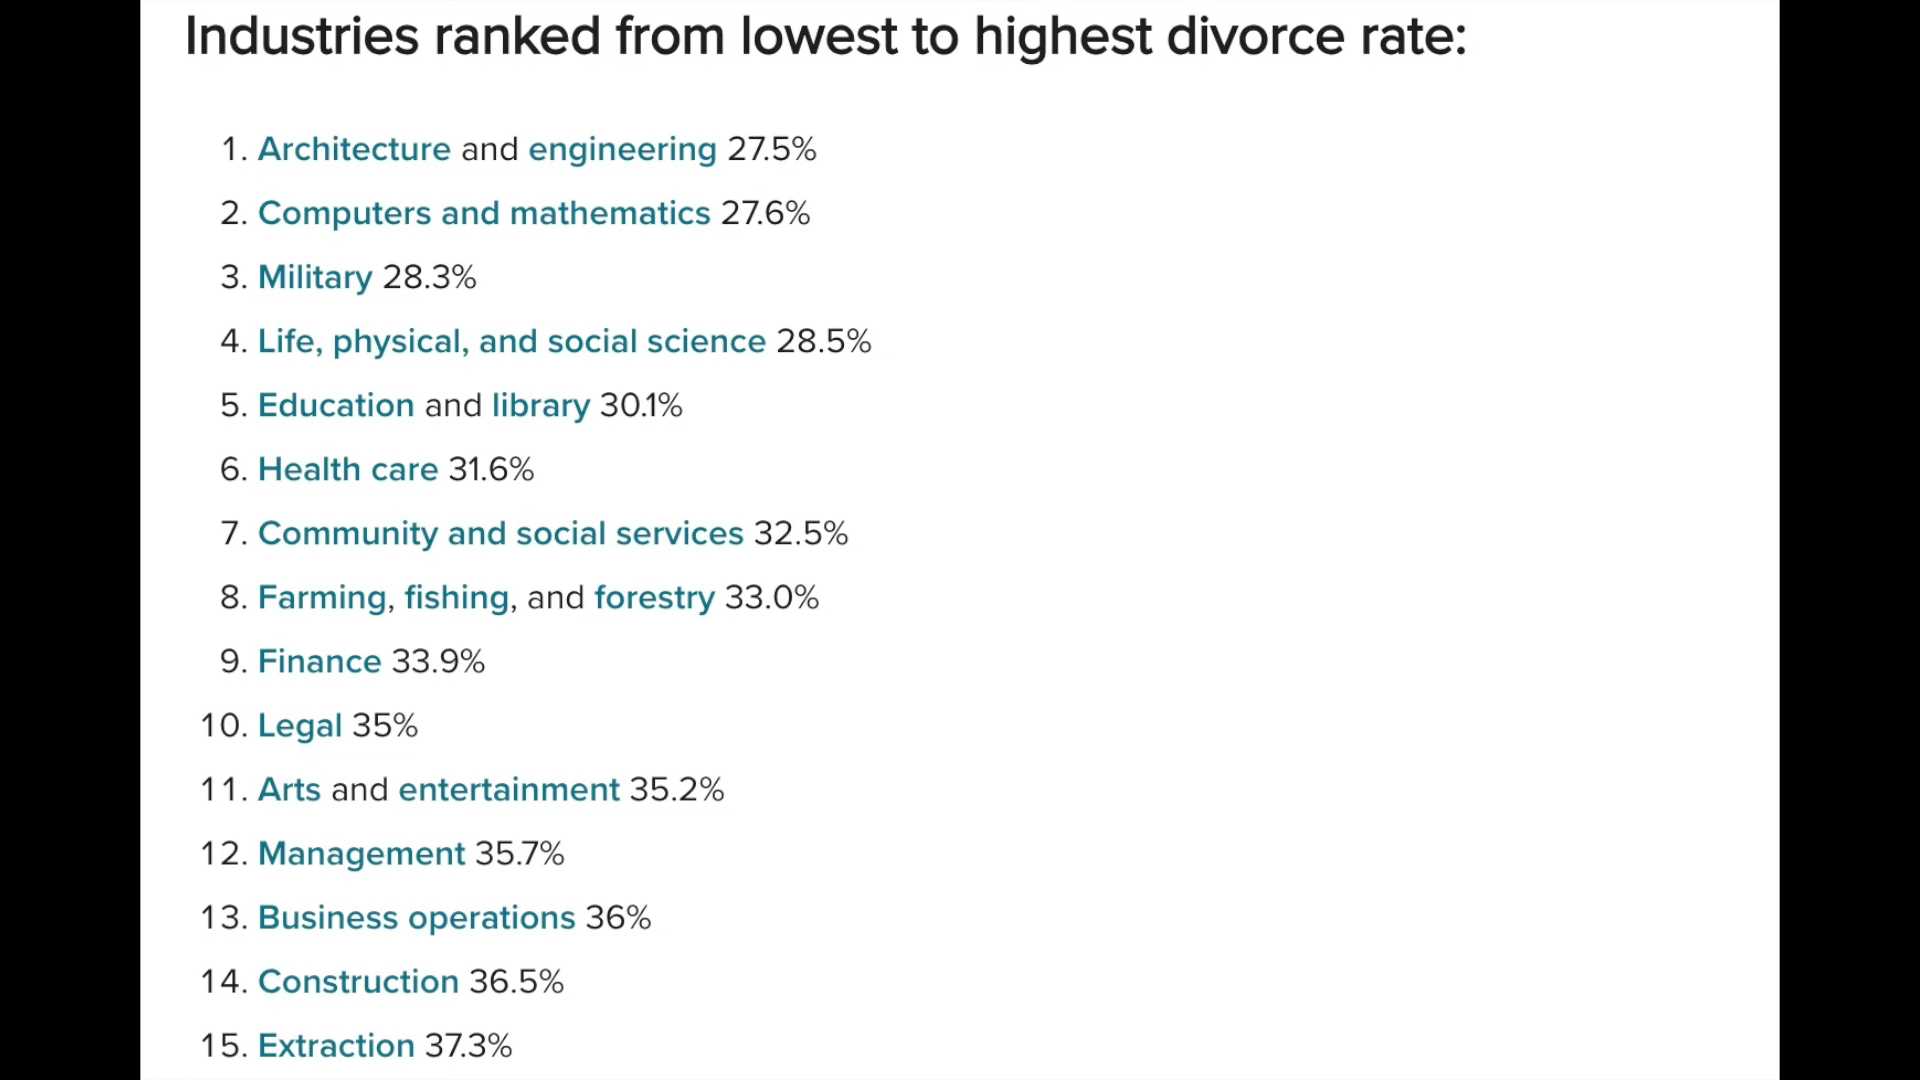 Industries ranked from lowest to highest divorce rate:
1. Architecture and engineering 27.5%
2. Computers and mathematics 27.6%
3. Military 28.3%
4. Life, physical, and social science 28.5%
5. Education and library 30.1%
6. Health care 31.6%
7. Community and social services 32.5%
8. Farming, fishing, and forestry 33.0%
9. Finance 33.9%
10. Legal 35%
11. Arts and entertainment 35.2%
12. Management 35.7%
13. Business operations 36%
14. Construction 36.5%
15. Extraction 37.3%